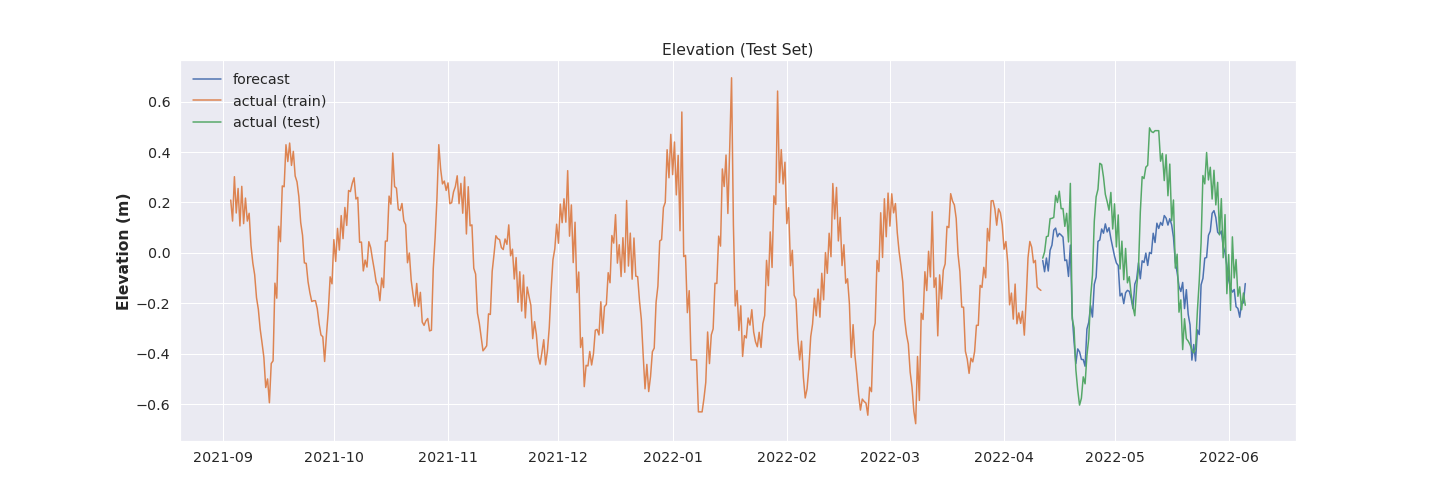 Elevation (Test Set)
forecast
actual (train)
actual (test)
Elevation (m)
0.6
0.4
0.2
0.0
−0.2
−0.4
−0.6
2021-09 2021-10 2021-11 2021-12 2022-01 2022-02 2022-03 2022-04 2022-05 2022-06